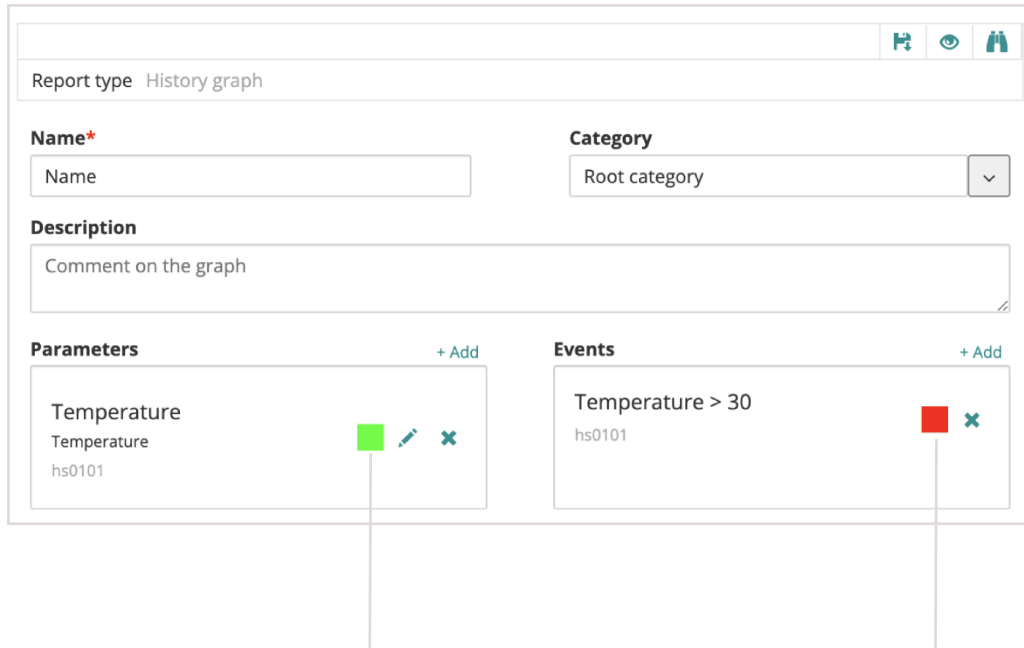 Report type History graph
Name* Category
Name Root category
Description
Comment on the graph
Parameters + Add Events + Add
Temperature
Temperature
hs0101
Temperature > 30
hs0101